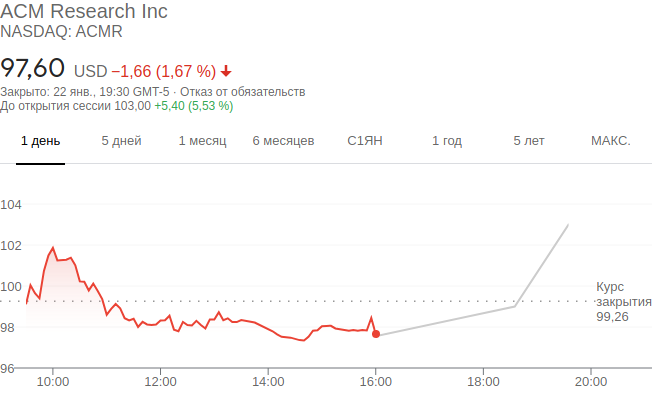 ACM Research Inc
NASDAQ: ACMR
97,60 USD −1,66 (1,67 %)
Закрыто: 22 янв., 19:30 GMT-5 · Отказ от обязательств
До открытия сессии 103,00 +5,40 (5,53 %)
1 день 5 дней 1 месяц 6 месяцев С1ЯН 1 год 5 лет МАКС.
104
102
100
98
96
Курс
закрытия
99,26
10:00 12:00 14:00 16:00 18:00 20:00